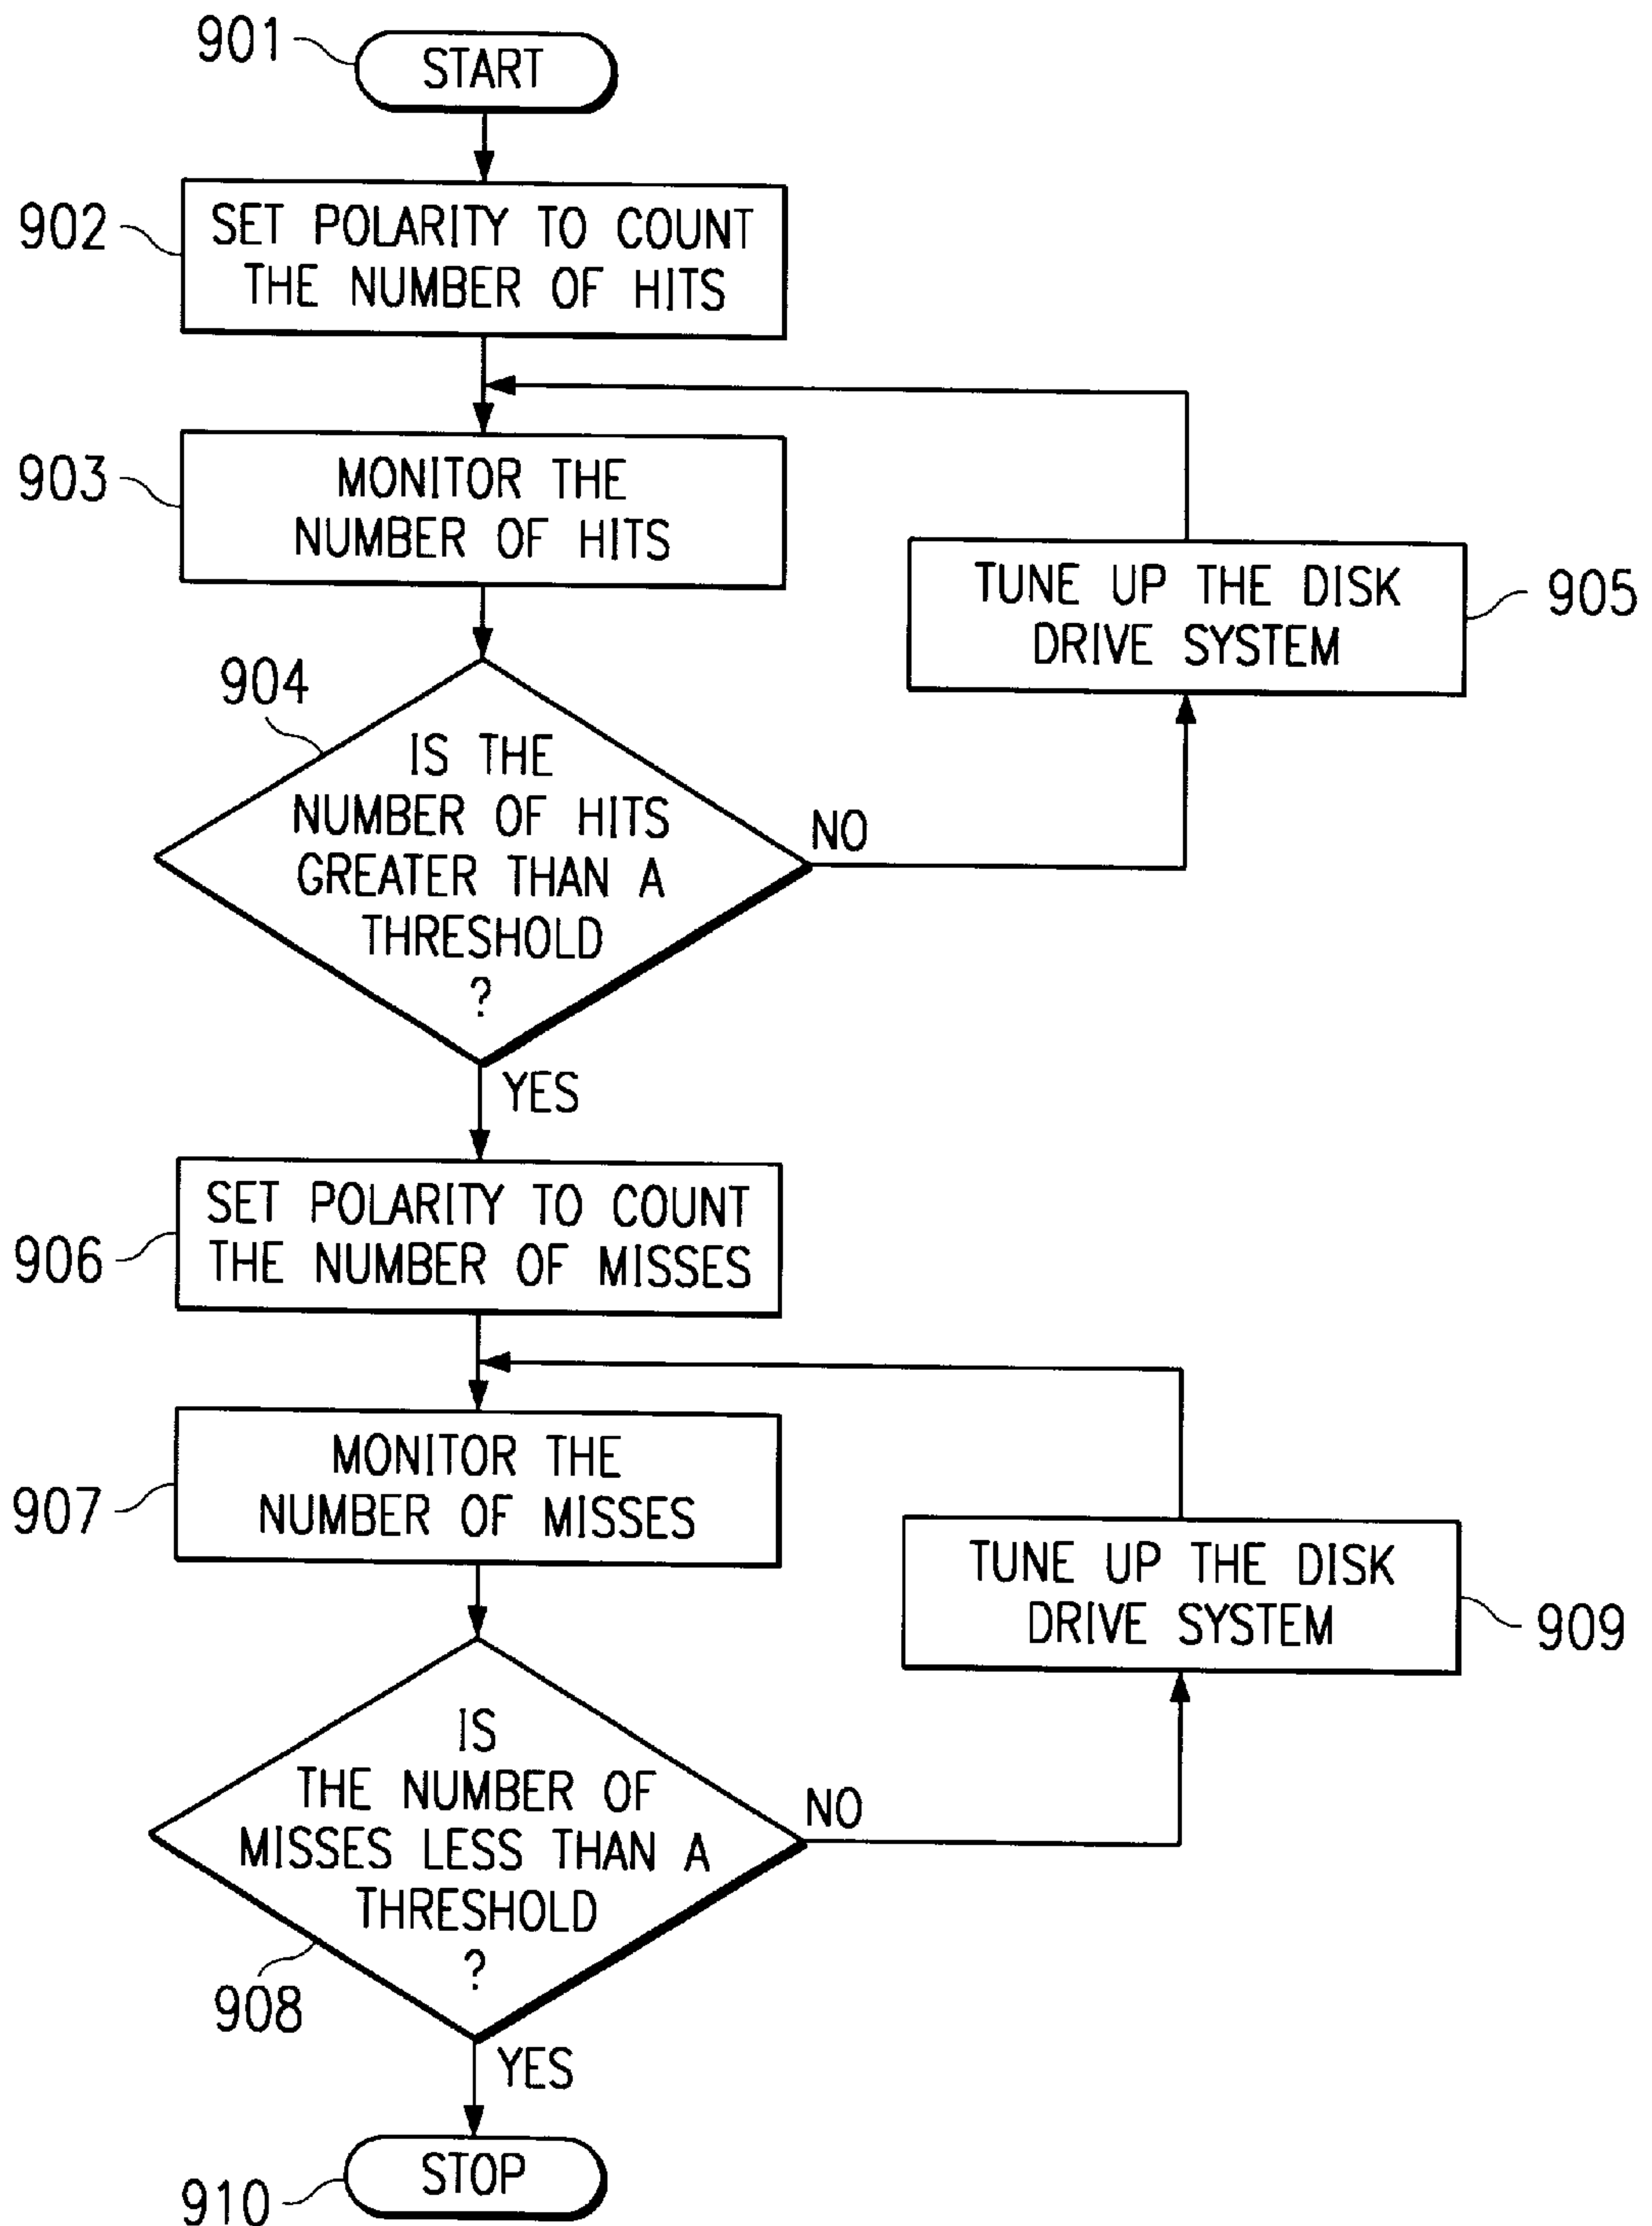 901
START
902
SET POLARITY TO COUNT
THE NUMBER OF HITS
903
MONITOR THE
NUMBER OF HITS
TUNE UP THE DISK
DRIVE SYSTEM
905
904
IS THE
NUMBER OF HITS
GREATER THAN A
THRESHOLD
?
NO
YES
SET POLARITY TO COUNT
THE NUMBER OF MISSES
906
MONITOR THE
NUMBER OF MISSES
907
TUNE UP THE DISK
DRIVE SYSTEM
909
IS
THE NUMBER OF
MISSES LESS THAN A
THRESHOLD
?
NO
908
YES
STOP
910